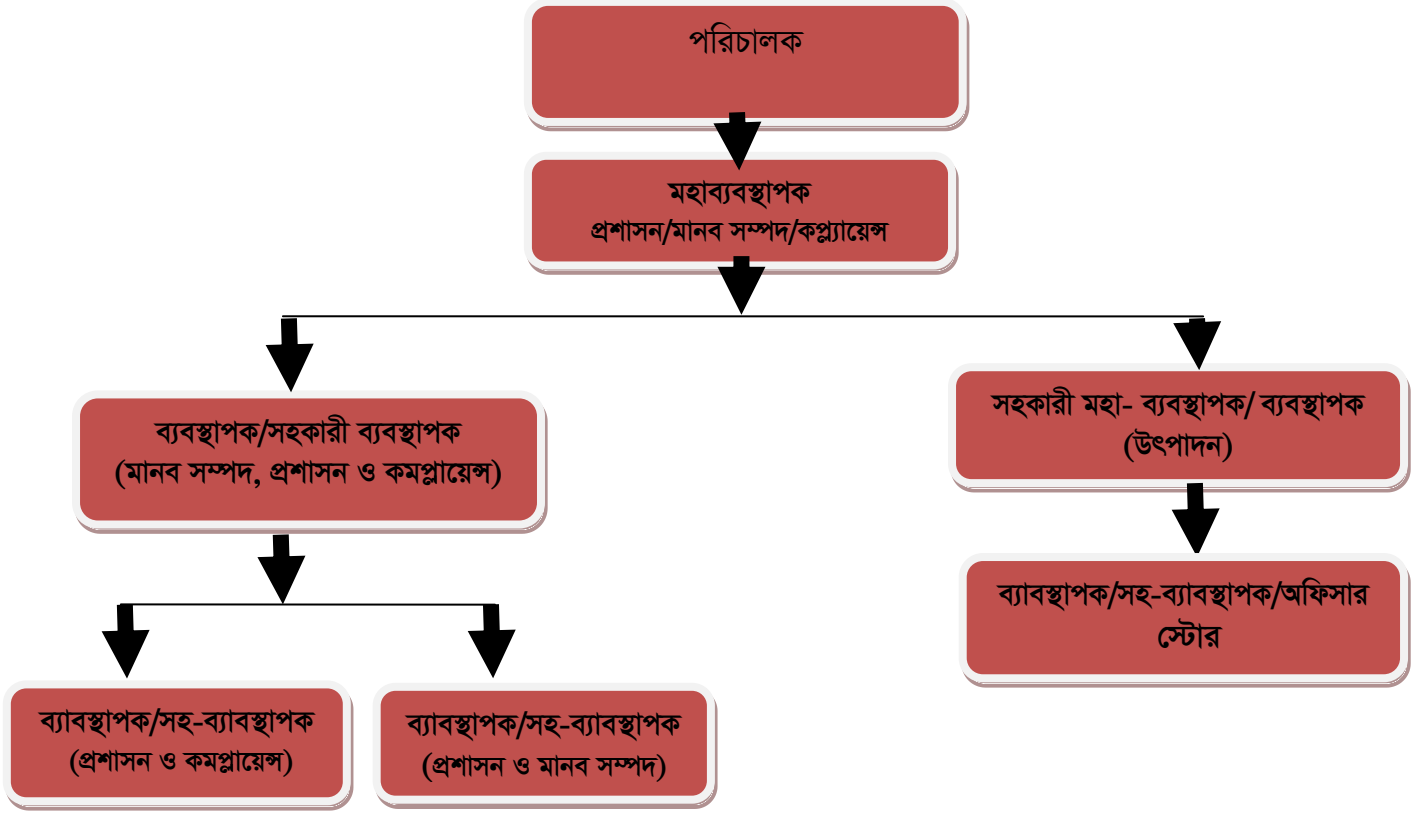 পরিচালক
মহাব্যবস্থাপক
প্রশাসন/মানব সম্পদ/কপ্ল্যায়েন্স
ব্যবস্থাপক/সহকারী ব্যবস্থাপক
(মানব সম্পদ, প্রশাসন ও কমপ্লায়েন্স)
সহকারী মহা- ব্যবস্থাপক/ ব্যবস্থাপক
(উৎপাদন)
ব্যাবস্থাপক/সহ-ব্যাবস্থাপক/অফিসার
স্টোর
ব্যাবস্থাপক/সহ-ব্যাবস্থাপক
(প্রশাসন ও কমপ্লায়েন্স)
ব্যাবস্থাপক/সহ-ব্যাবস্থাপক
(প্রশাসন ও মানব সম্পদ)